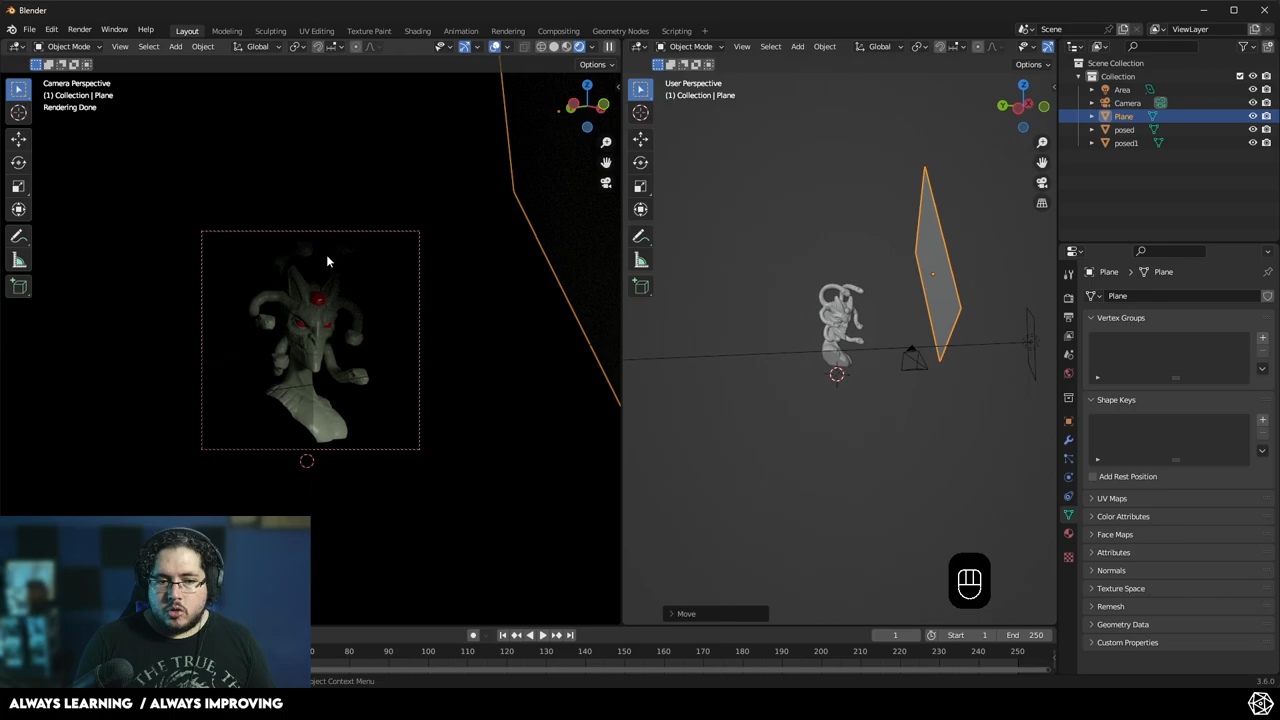 Blender
File Edit Render Window Help
Layout Modeling Sculpting UV Editing Texture Paint Shading Animation Rendering Compositing Geometry Nodes Scripting
Scene
ViewLayer
Object Mode View Select Add Object Global
Object Mode View Select Add Object Global
Options
Options
Camera Perspective
(1) Collection | Plane
Rendering Done
User Perspective
(1) Collection | Plane
Z
X
Z
Y
X
Scene Collection
Collection
Area
Camera
Plane
posed
posed1
Plane Plane
Plane
Vertex Groups
Shape Keys
Add Rest Position
UV Maps
Color Attributes
Face Maps
Attributes
Normals
Texture Space
Remesh
Geometry Data
Custom Properties
Move
1 Start 1 End 250
80 90 100 110 120 130 140 150 160 170 180 190 200 210 220 230 240 250
bject Context Menu
3.6.0
THE TRUE, TH
ALWAYS LEARNING / ALWAYS IMPROVING